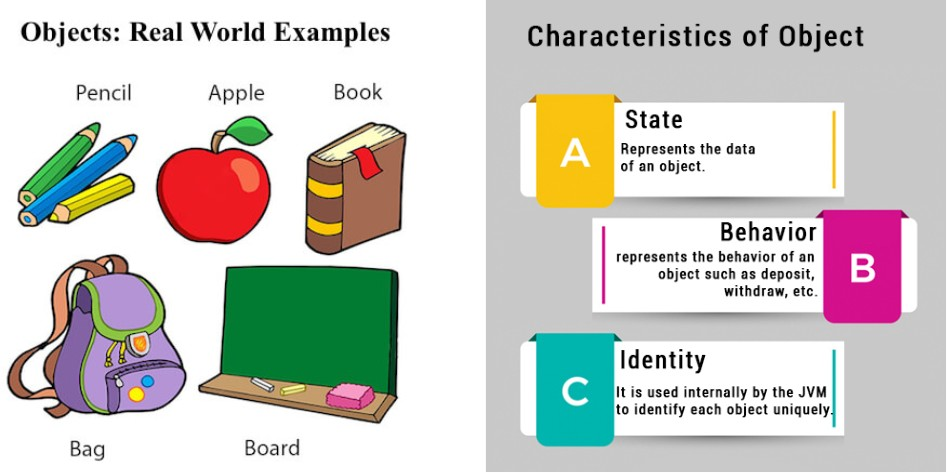 Objects: Real World Examples
Pencil
Apple
Book
Bag
Board
Characteristics of Object
A
State
Represents the data
of an object.
Behavior
represents the behavior of an
object such as deposit,
withdraw, etc.
B
C
Identity
It is used internally by the JVM
to identify each object uniquely.